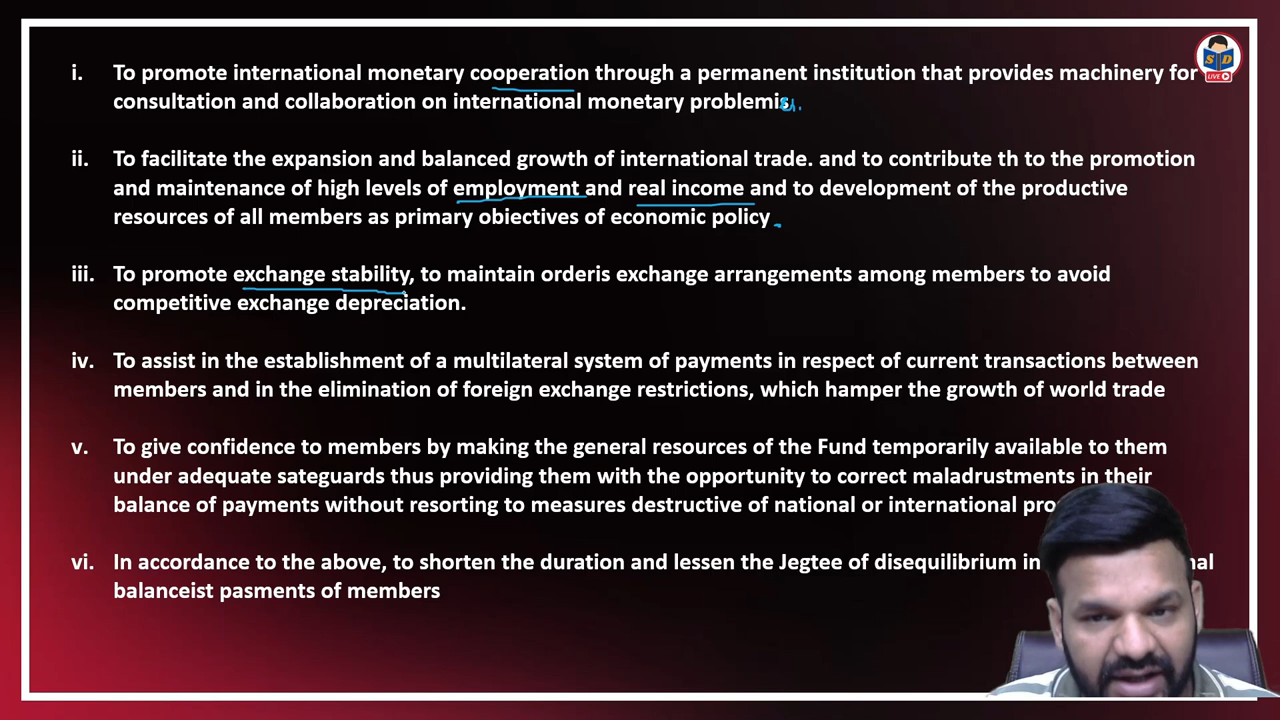 S D
LIVE
i. To promote international monetary cooperation through a permanent institution that provides machinery for
consultation and collaboration on international monetary problemis.
ii. To facilitate the expansion and balanced growth of international trade. and to contribute th to the promotion
and maintenance of high levels of employment and real income and to development of the productive
resources of all members as primary obiectives of economic policy
iii. To promote exchange stability, to maintain orderis exchange arrangements among members to avoid
competitive exchange depreciation.
iv. To assist in the establishment of a multilateral system of payments in respect of current transactions between
members and in the elimination of foreign exchange restrictions, which hamper the growth of world trade
v. To give confidence to members by making the general resources of the Fund temporarily available to them
under adequate sateguards thus providing them with the opportunity to correct maladrustments in their
balance of payments without resorting to measures destructive of national or international
vi. In accordance to the above, to shorten the duration and lessen the Jegtee of disequilibrium in
balanceist pasments of members